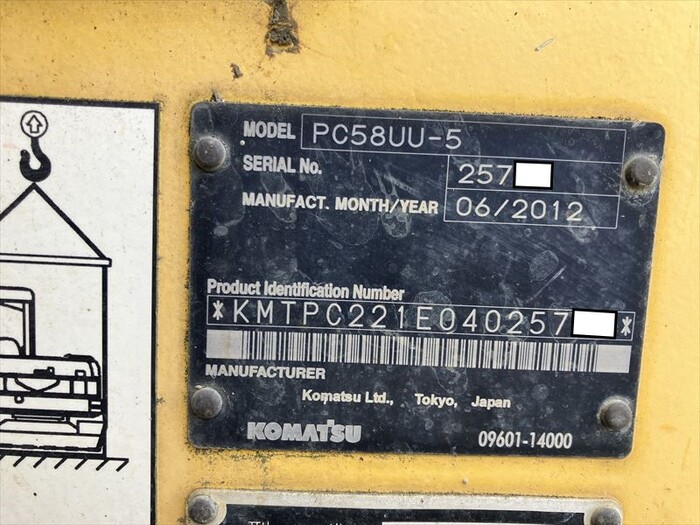 MODEL PC58UU-5
SERIAL No. 257
MANUFACT. MONTH/YEAR 06/2012
Product Identification Number
*KMTPC221E040257 *
MANUFACTURER
Komatsu Ltd., Tokyo, Japan
KOMATSU 09601-14000